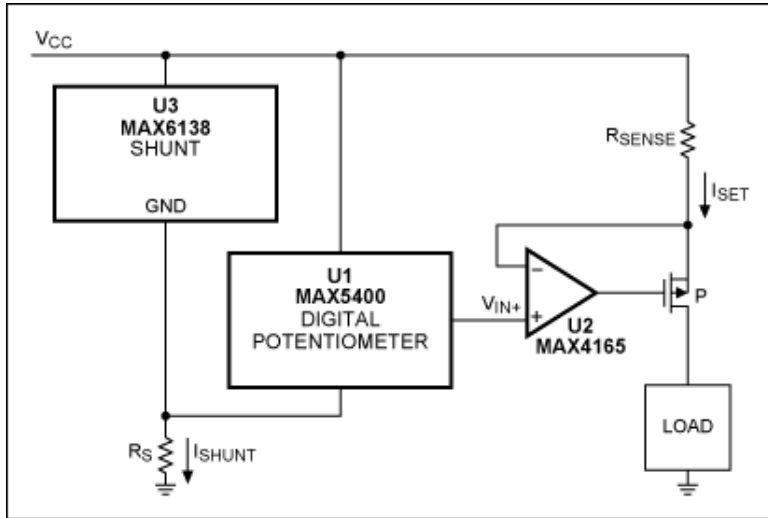 VCC
U3
MAX6138
SHUNT
GND
RSENSE
ISET
U1
MAX5400
DIGITAL
POTENTIOMETER
VIN+
−
+
U2
MAX4165
P
LOAD
RS
ISHUNT